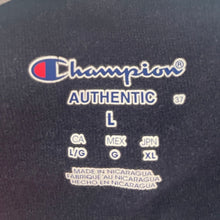 Champion®
AUTHENTIC 37
L
CA MEX JPN
L/G G XL
MADE IN NICARAGUA
FABRIQUÉ AU NICARAGUA
HECHO EN NICARAGUA